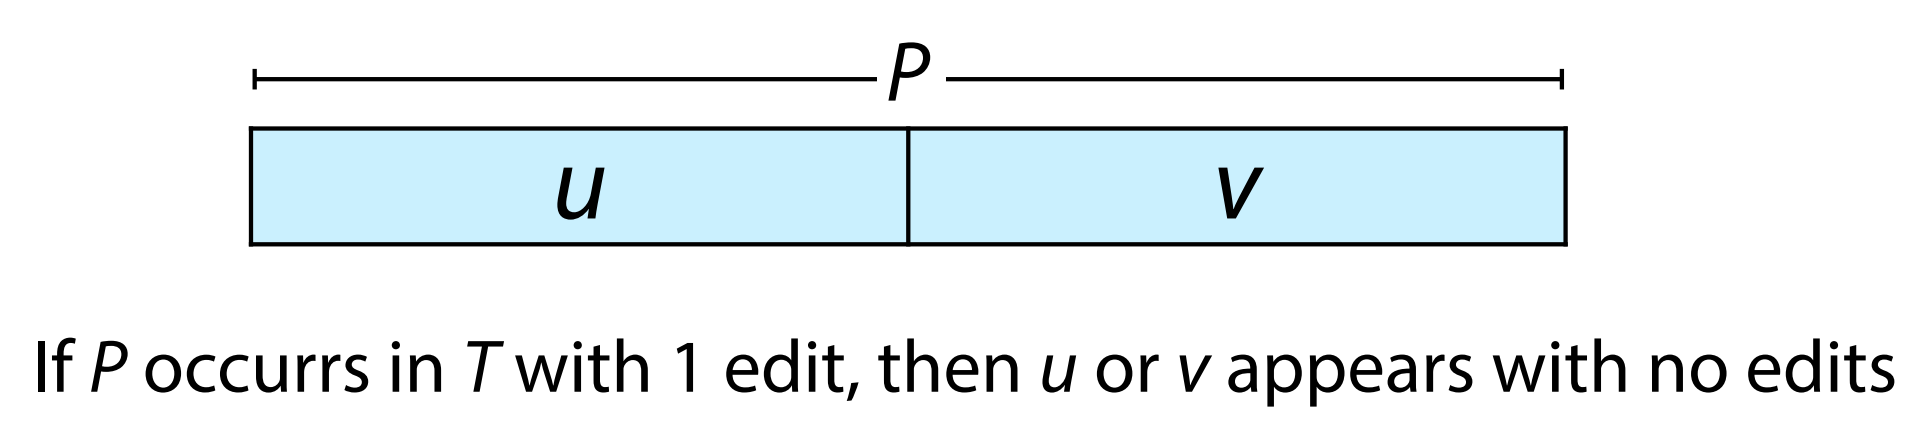 P
u v
If P occurrs in T with 1 edit, then u or v appears with no edits